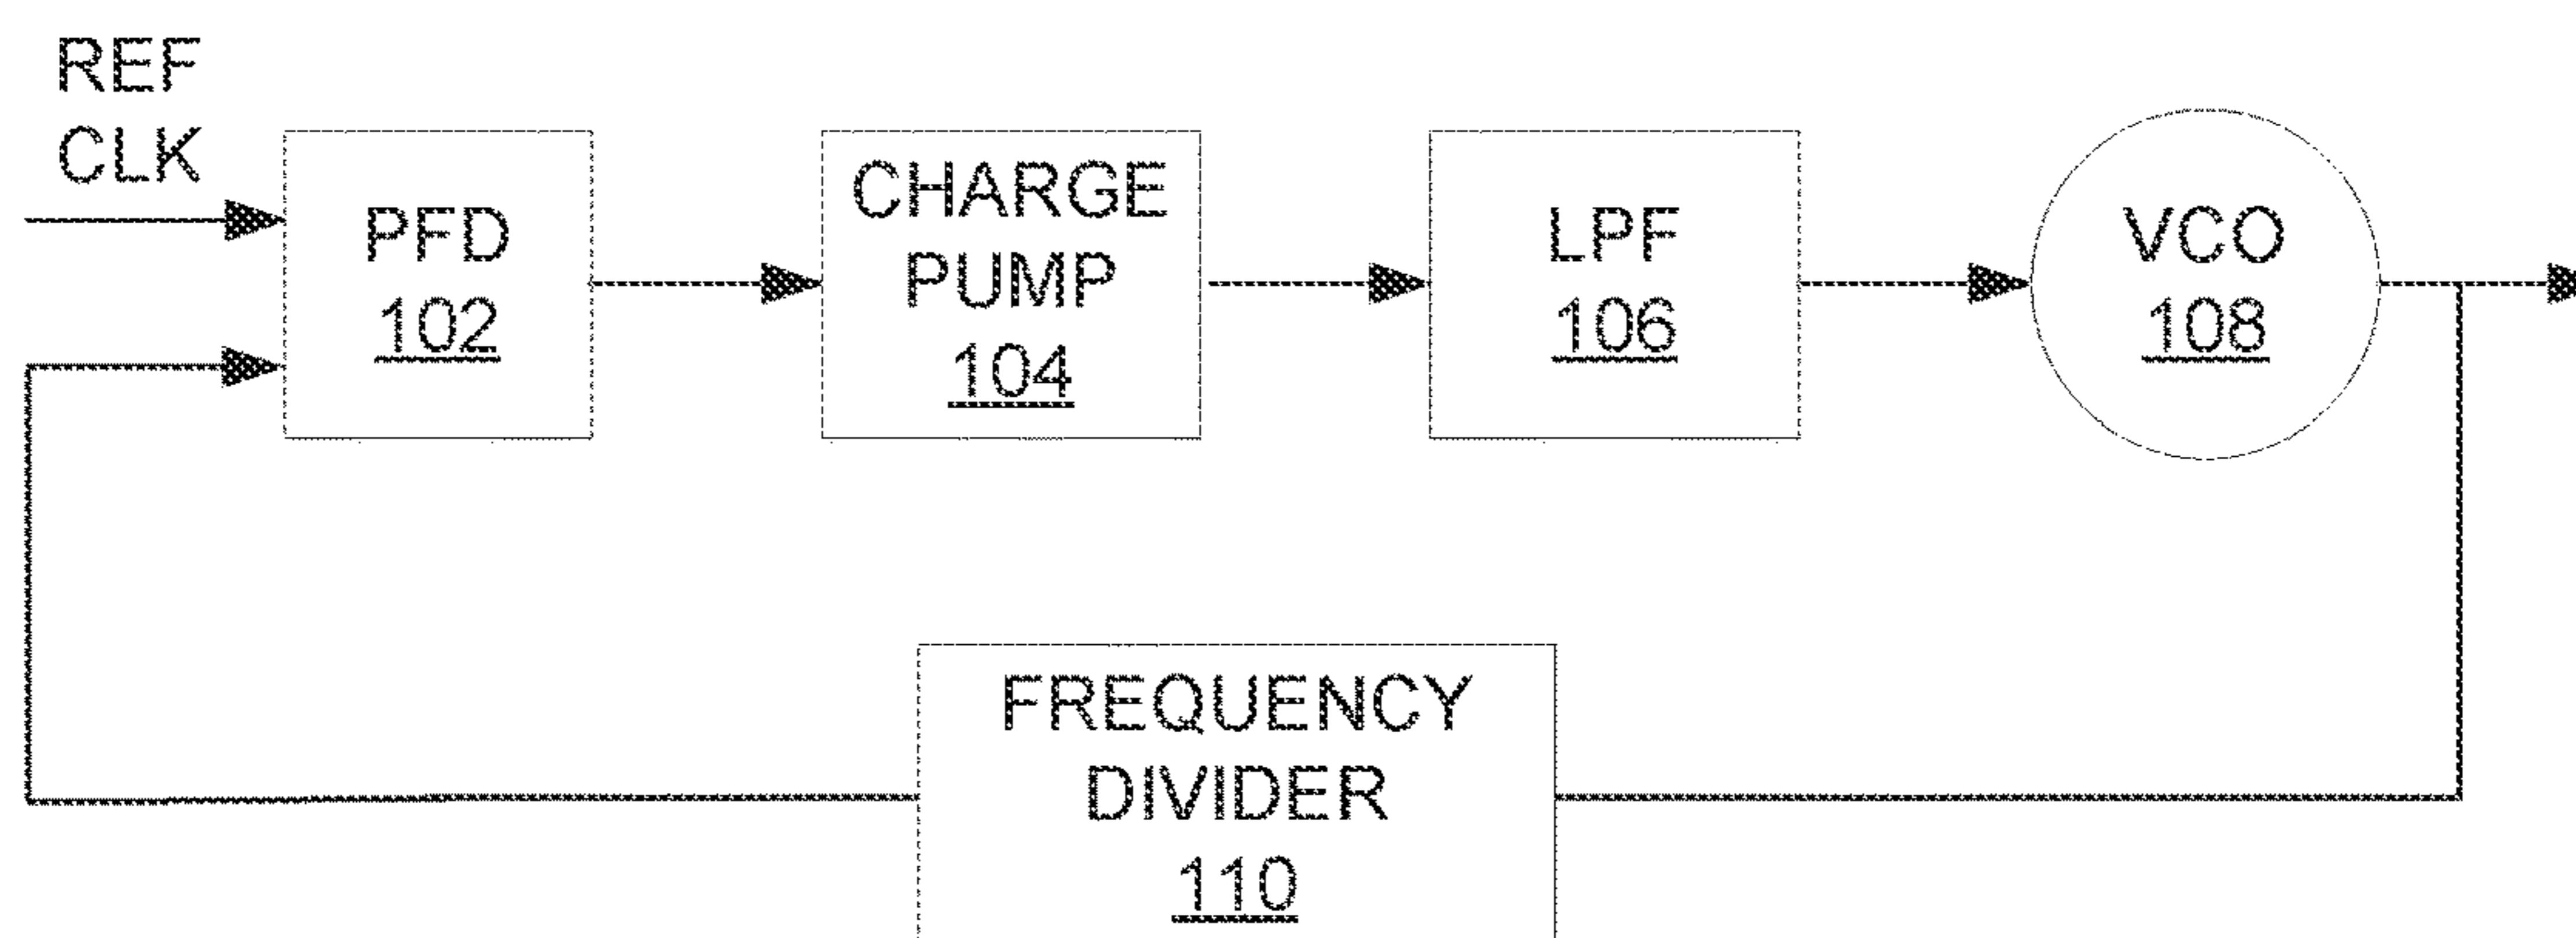 REF
CLK
PFD
102
CHARGE
PUMP
104
LPF
106
VCO
108
FREQUENCY
DIVIDER
110